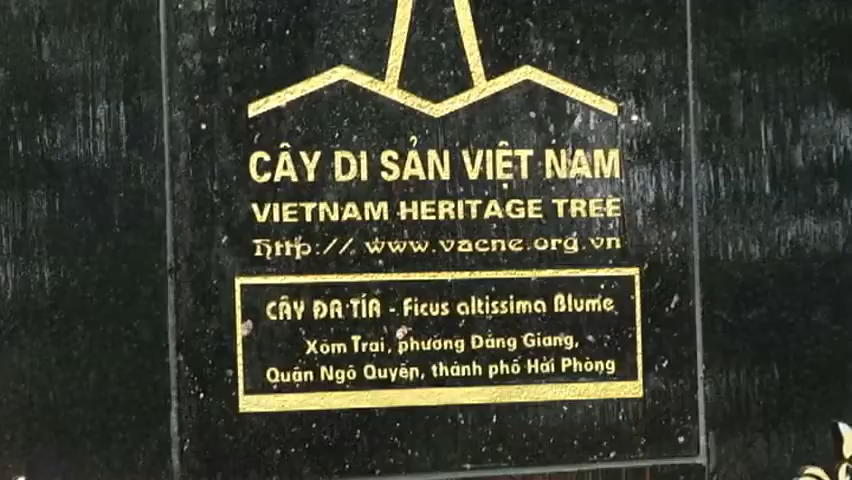 CÂY DI SẢN VIỆT NAM
VIETNAM HERITAGE TREE
http:// www.vacne.org.vn
CÂY ĐA TÍA - Ficus altissima Blume
Xóm Trại, phường Đằng Giang,
Quận Ngô Quyền, thành phố Hải Phòng